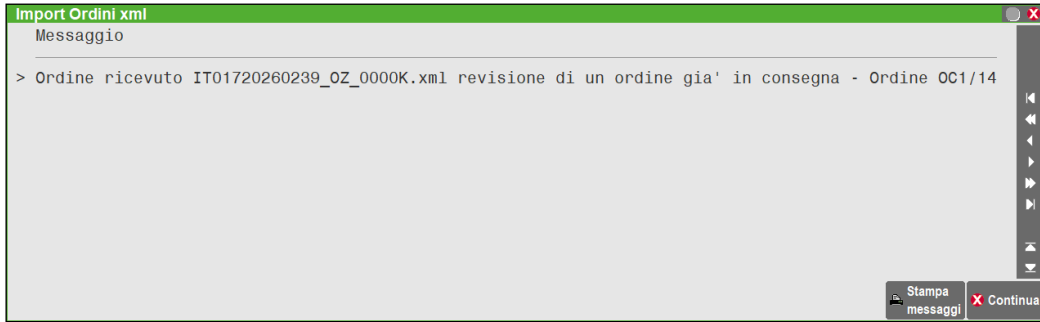 Import Ordini xml
Messaggio
> Ordine ricevuto IT01720260239_OZ_0000K.xml revisione di un ordine già' in consegna - Ordine OC1/14
Stampa
messaggi
Continua